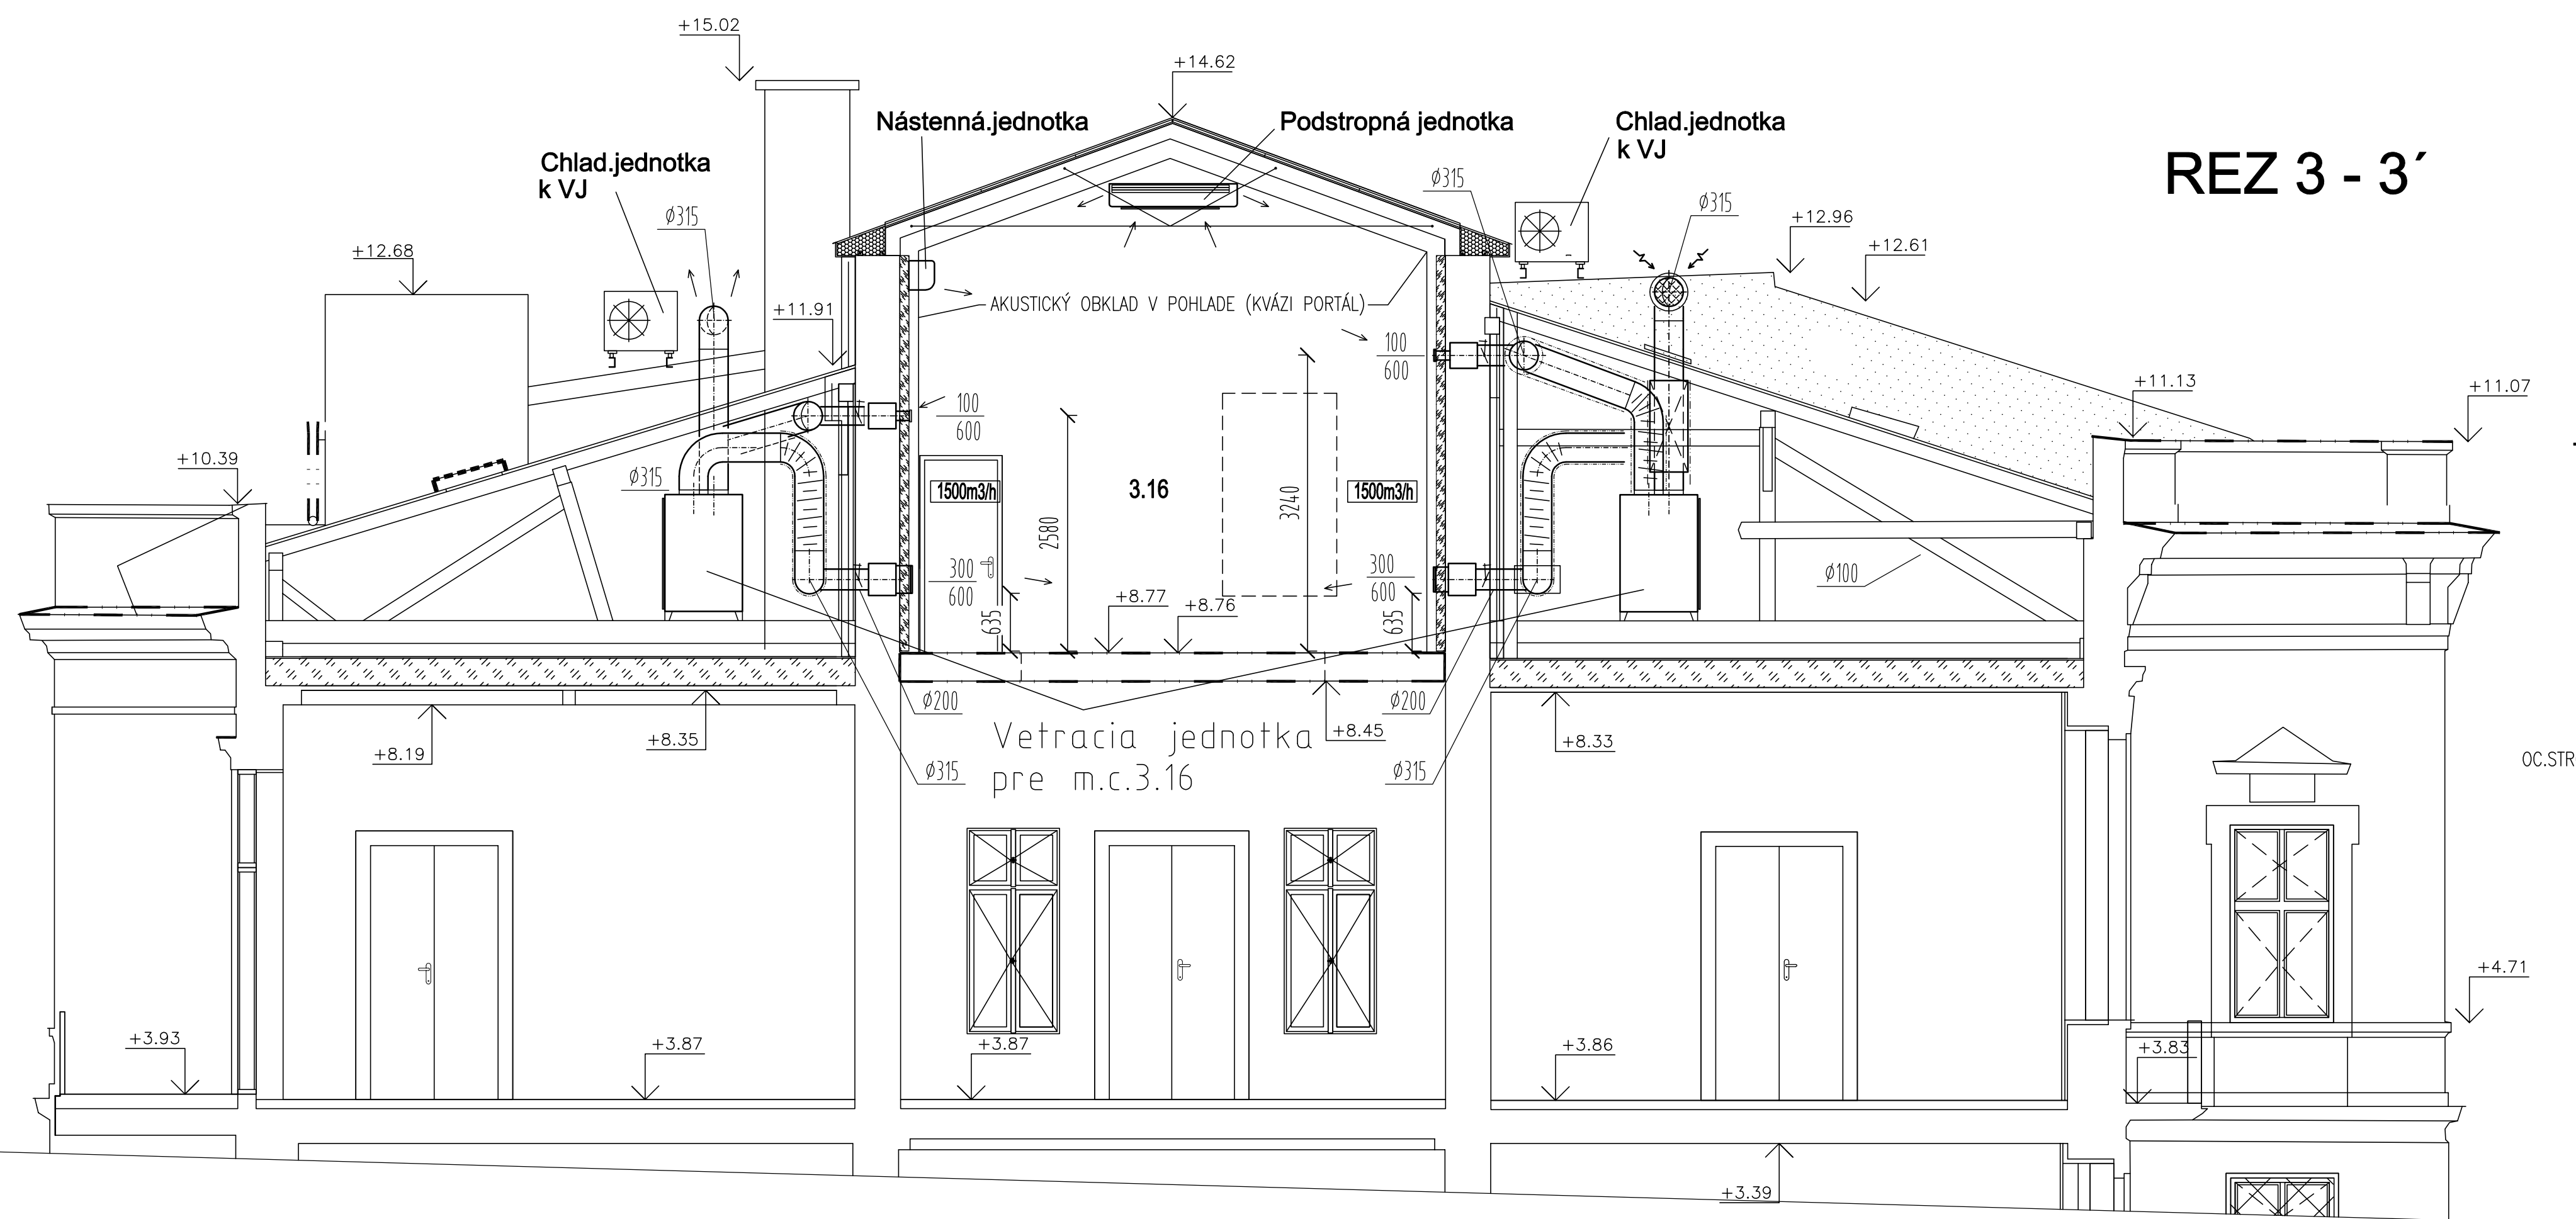 +15.02
+14.62
Nástenná.jednotka
Podstropná jednotka
Chlad.jednotka
k VJ
REZ 3 - 3´
Chlad.jednotka
k VJ
ø315
ø315
ø315
+12.96
+12.68
+12.61
+11.91
AKUSTICKÝ OBKLAD V POHLADE (KVÁZI PORTÁL)
100
600
100
600
+11.13
+11.07
+10.39
ø315
1500m3/h
3.16
1500m3/h
3240
2580
300
600
300
600
ø100
635
635
+8.77
+8.76
ø200
ø200
Vetracia jednotka
pre m.c.3.16
+8.45
+8.19
+8.35
+8.33
ø315
ø315
OC.STR
+4.71
+3.93
+3.87
+3.87
+3.86
+3.83
+3.39